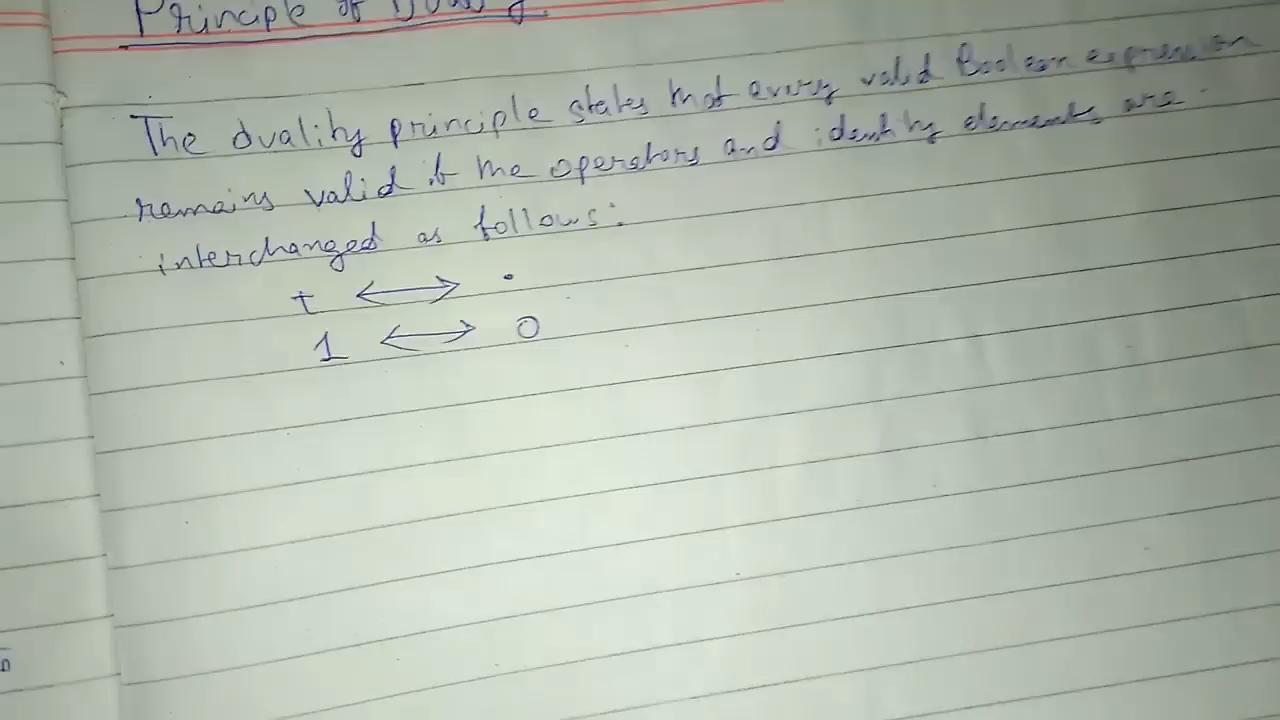 Principle of Duality.
The duality principle states that every valid Boolean expression
remains valid if the operators and identity elements are
interchanged as follows:
+ ⟷ .
1 ⟷ 0